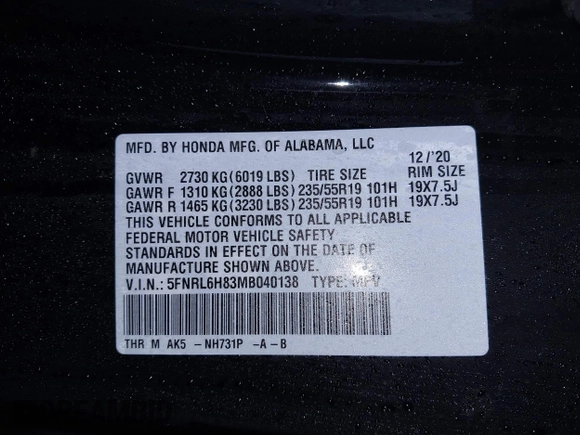 MFD. BY HONDA MFG. OF ALABAMA, LLC
12/'20
GVWR 2730 KG(6019 LBS) TIRE SIZE RIM SIZE
GAWR F 1310 KG(2888 LBS)235/55R19 101H 19X7.5J
GAWR R 1465 KG(3230 LBS)235/55R19 101H 19X7.5J
THIS VEHICLE CONFORMS TO ALL APPLICABLE
FEDERAL MOTOR VEHICLE SAFETY
STANDARDS IN EFFECT ON THE DATE OF
MANUFACTURE SHOWN ABOVE.
V.I.N.: 5FNRL6H83MB040138 TYPE: MPV
THR M AK5 -NH731P -A-B